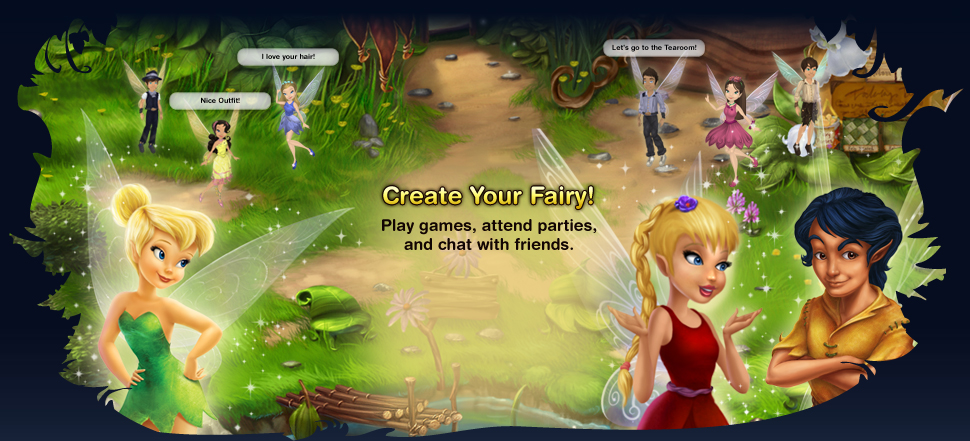 I love your hair!
Let's go to the Tearoom!
Nice Outfit!
Create Your Fairy!
Play games, attend parties,
and chat with friends.